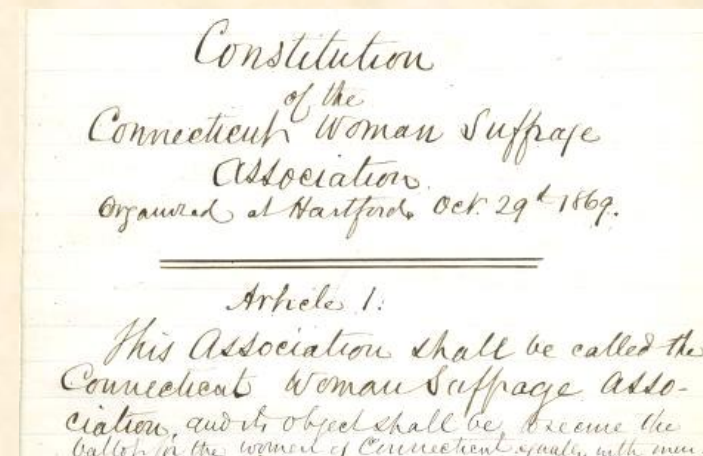 Constitution
of the
Connecticut Woman Suffrage
Association.
Organized at Hartford. Oct. 29d 1869.
Article 1.
This Association shall be called the
Connecticut Woman Suffrage Asso-
ciation, and its object shall be, to secure the
ballot for the women of Connecticut equally with men